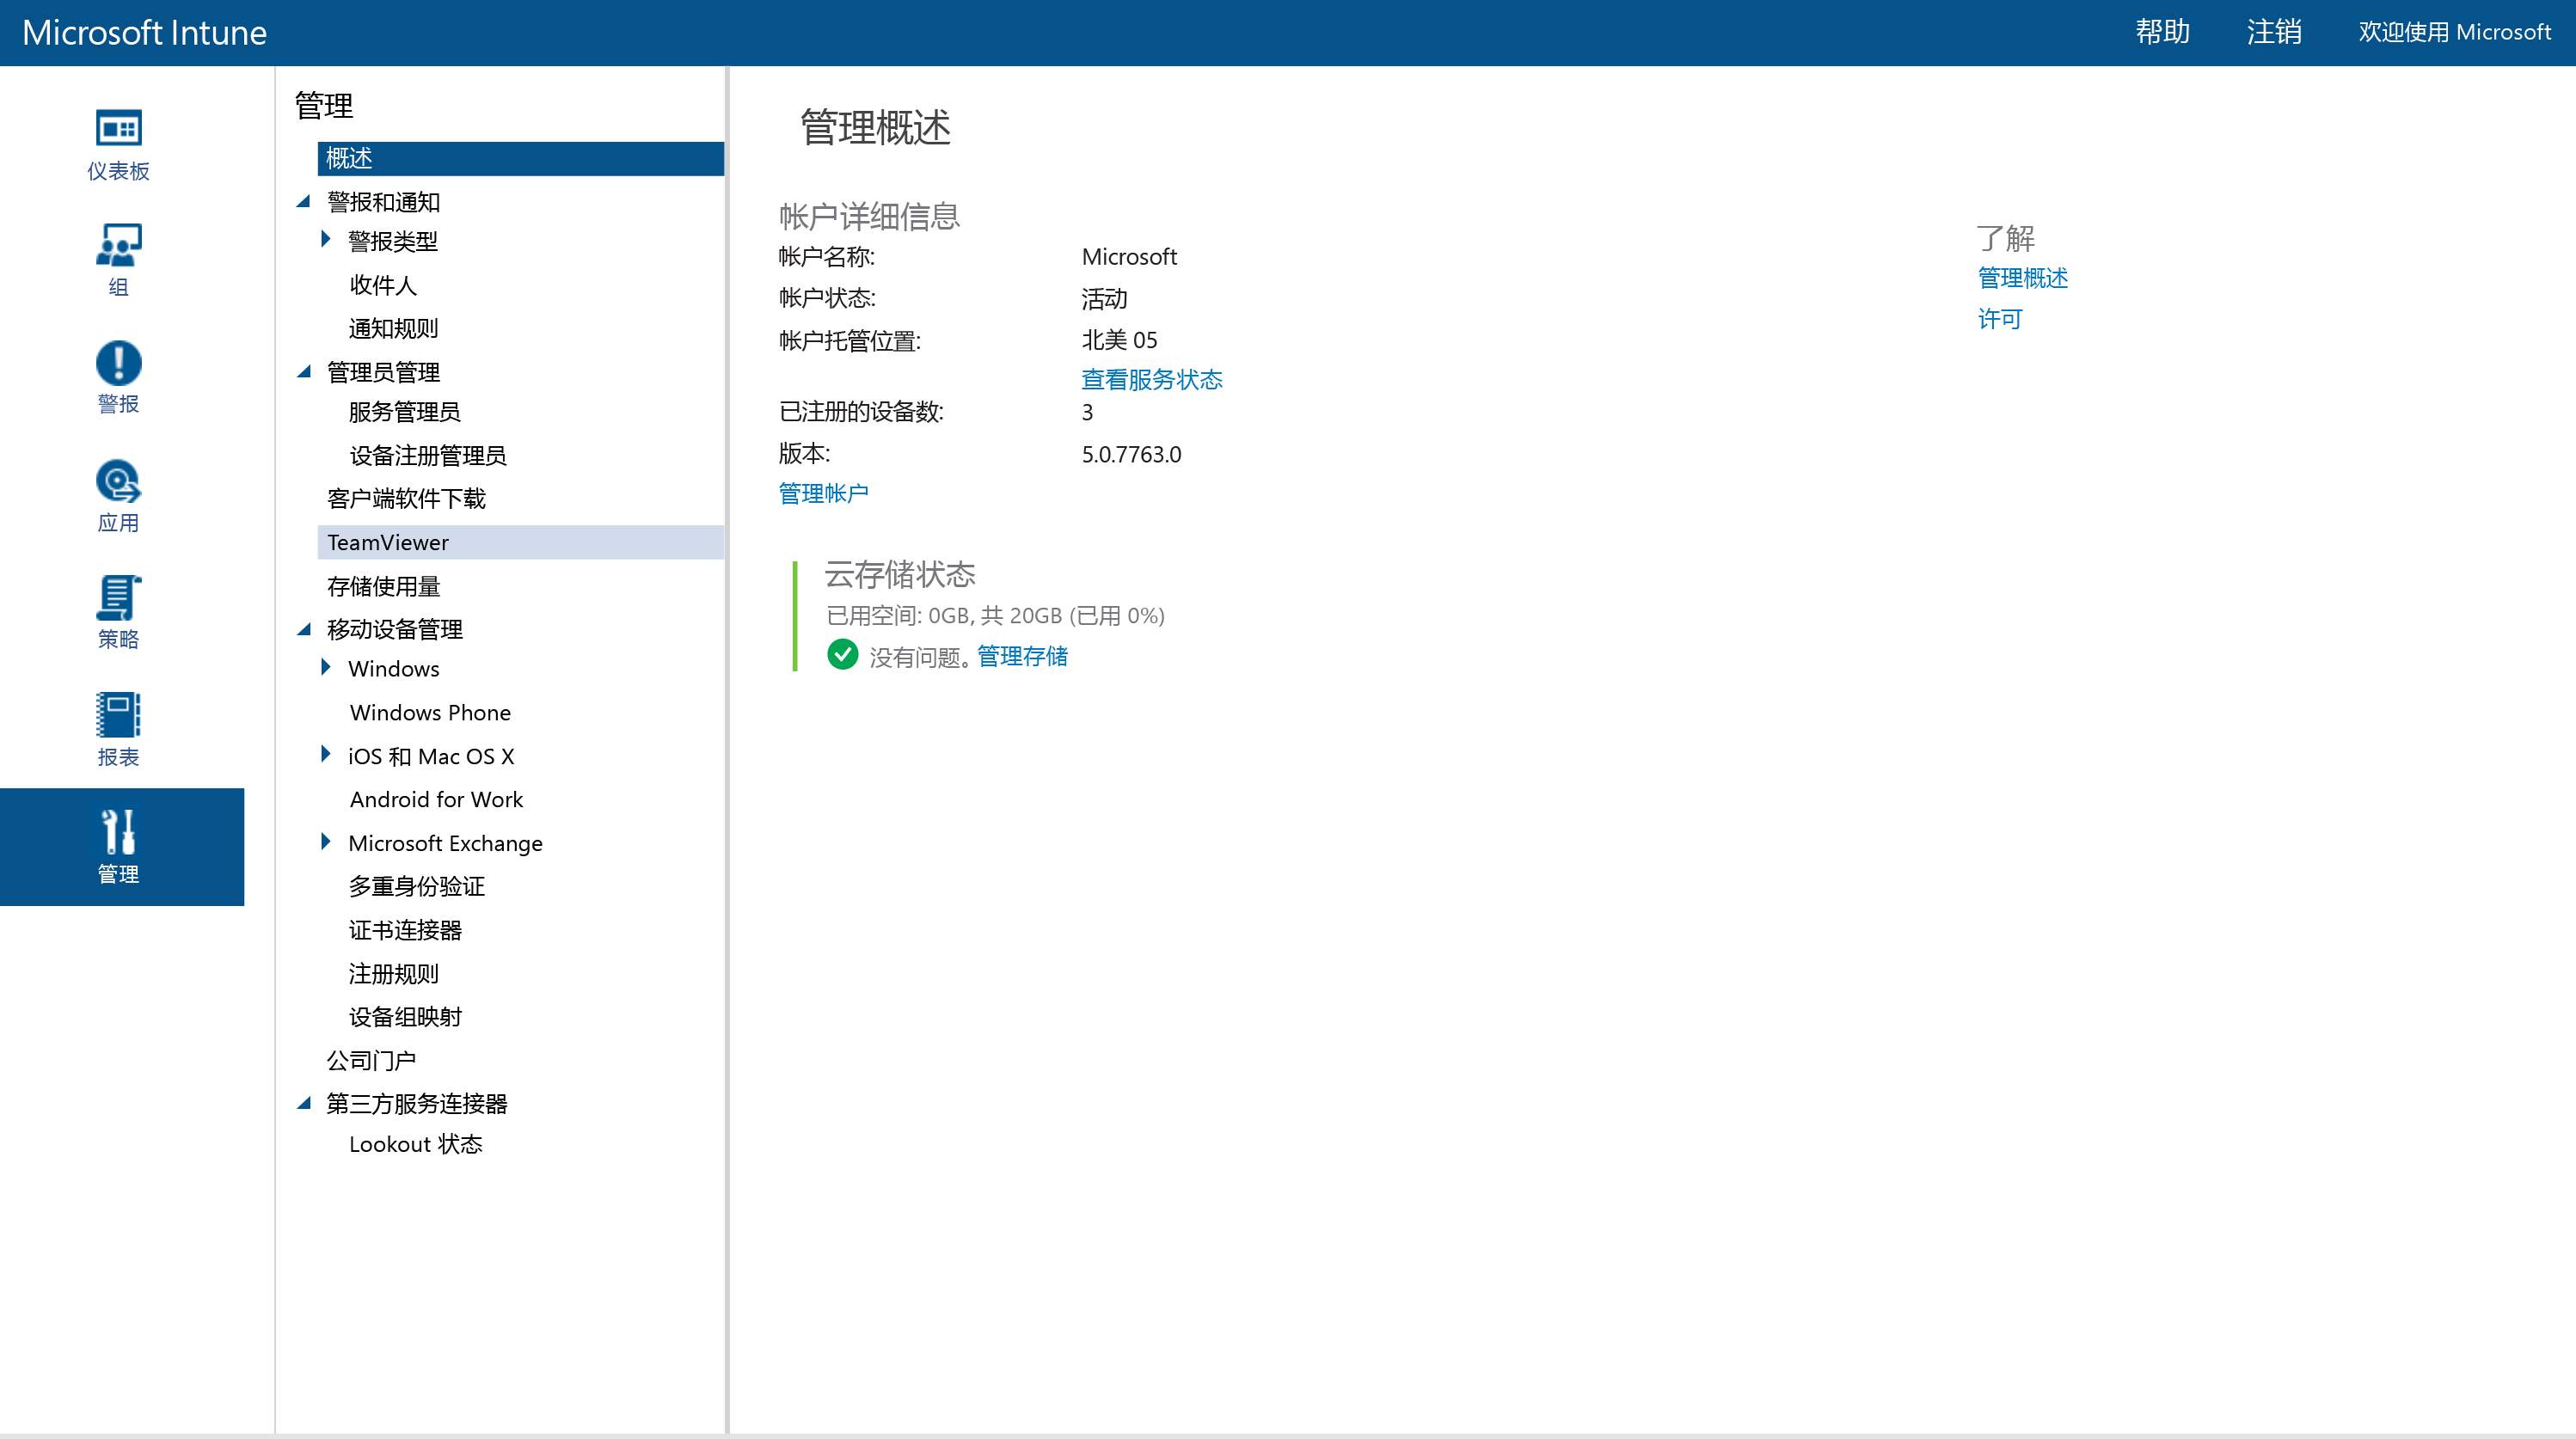 Microsoft Intune
帮助
注销
欢迎使用 Microsoft
仪表板
组
警报
应用
策略
报表
管理
管理
概述
警报和通知
警报类型
收件人
通知规则
管理员管理
服务管理员
设备注册管理员
客户端软件下载
TeamViewer
存储使用量
移动设备管理
Windows
Windows Phone
iOS 和 Mac OS X
Android for Work
Microsoft Exchange
多重身份验证
证书连接器
注册规则
设备组映射
公司门户
第三方服务连接器
Lookout 状态
管理概述
帐户详细信息
帐户名称: Microsoft
帐户状态: 活动
帐户托管位置: 北美 05
查看服务状态
已注册的设备数: 3
版本: 5.0.7763.0
管理帐户
云存储状态
已用空间: 0GB, 共 20GB (已用 0%)
没有问题。管理存储
了解
管理概述
许可